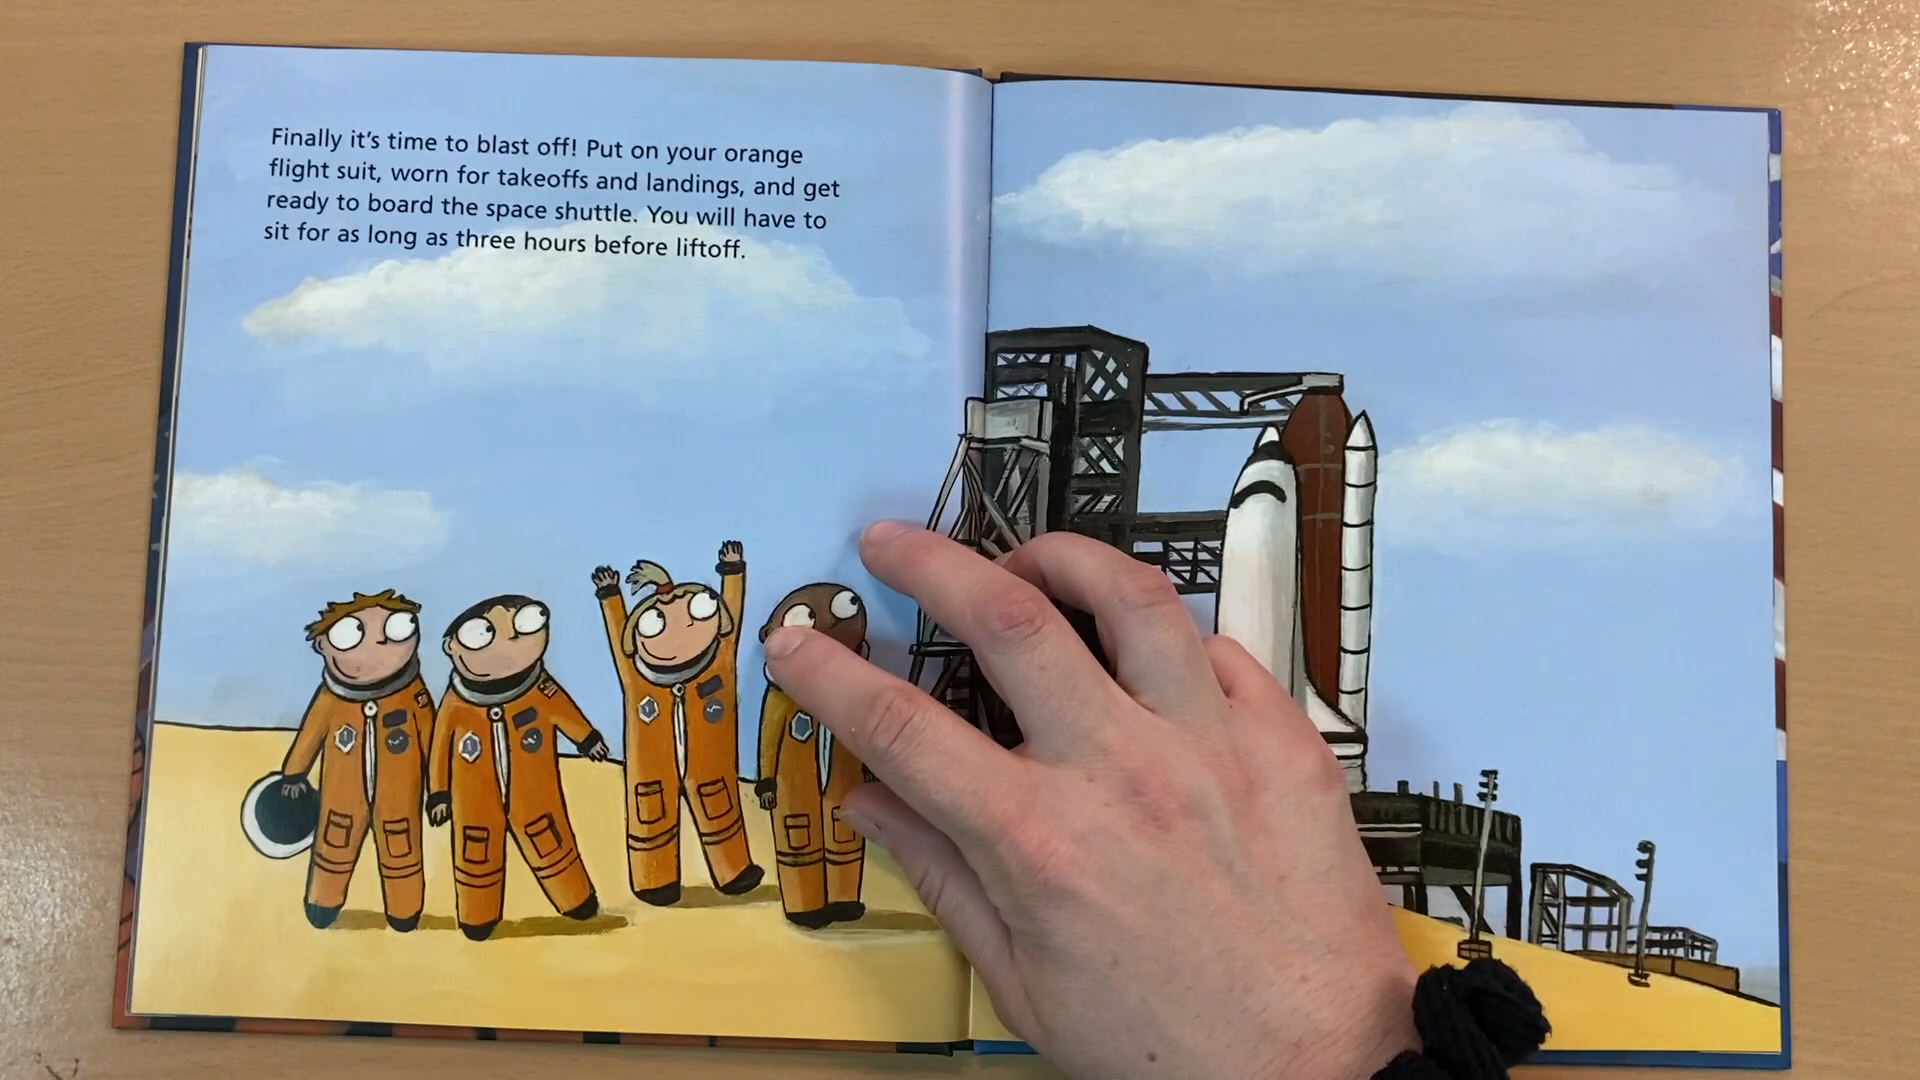 Finally it's time to blast off! Put on your orange
flight suit, worn for takeoffs and landings, and get
ready to board the space shuttle. You will have to
sit for as long as three hours before liftoff.